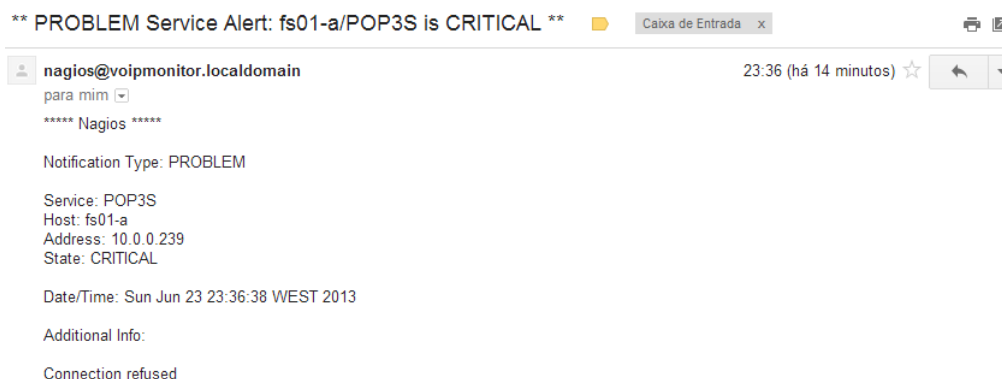 ** PROBLEM Service Alert: fs01-a/POP3S is CRITICAL ** Caixa de Entrada x
nagios@voipmonitor.localdomain 23:36 (há 14 minutos)
para mim
***** Nagios *****
Notification Type: PROBLEM
Service: POP3S
Host: fs01-a
Address: 10.0.0.239
State: CRITICAL
Date/Time: Sun Jun 23 23:36:38 WEST 2013
Additional Info:
Connection refused